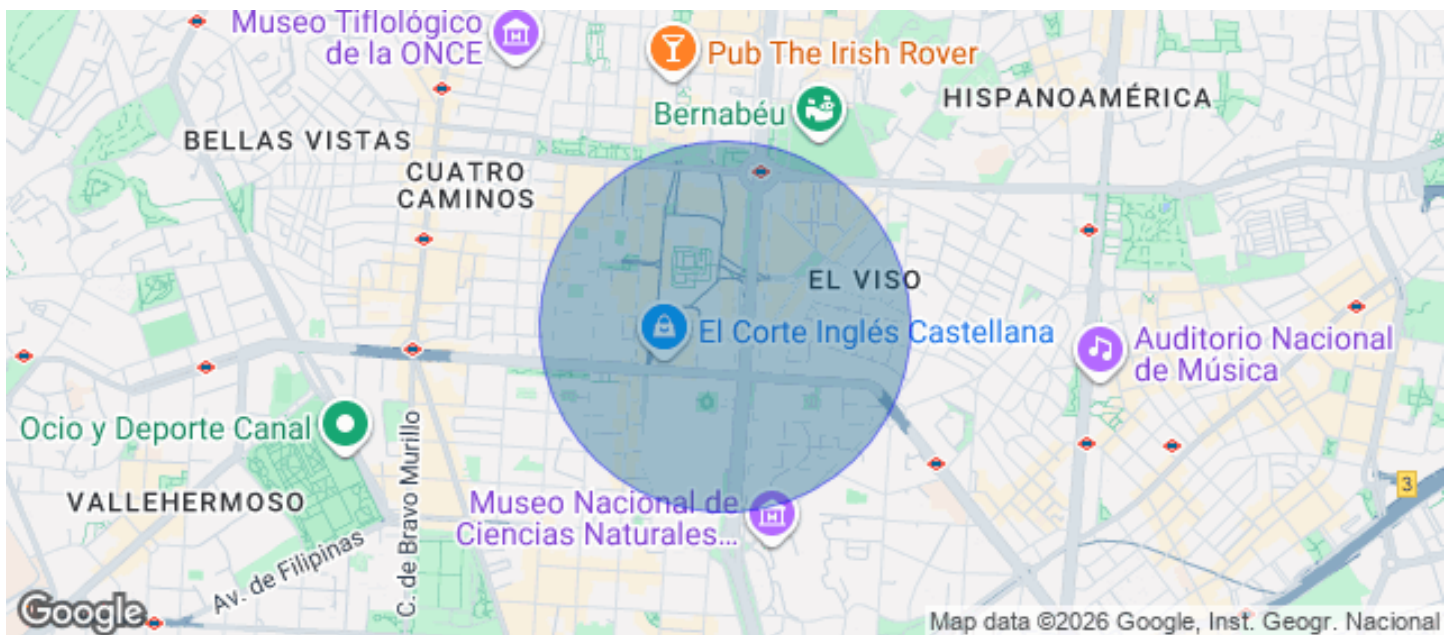 Museo Tiflológico
de la ONCE
Pub The Irish Rover
Bernabéu
HISPANOAMÉRICA
BELLAS VISTAS
CUATRO
CAMINOS
EL VISO
El Corte Inglés Castellana
Auditorio Nacional
de Música
Ocio y Deporte Canal
C. de Bravo Murillo
VALLEHERMOSO
Museo Nacional de
Ciencias Naturales...
3
Av. de Filipinas
Google
Map data ©2026 Google, Inst. Geogr. Nacional